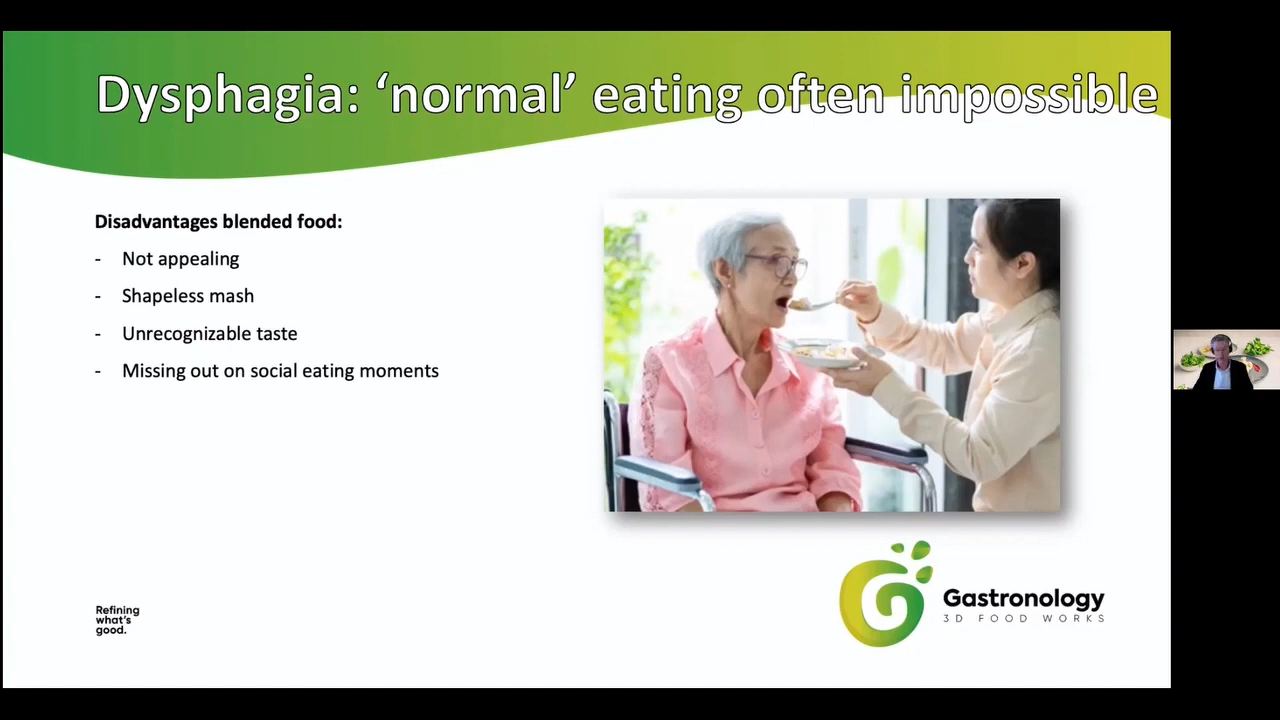 Dysphagia: ‘normal’ eating often impossible
Disadvantages blended food:
- Not appealing
- Shapeless mash
- Unrecognizable taste
- Missing out on social eating moments
Refining
what's
good.
Gastronology
3D FOOD WORKS